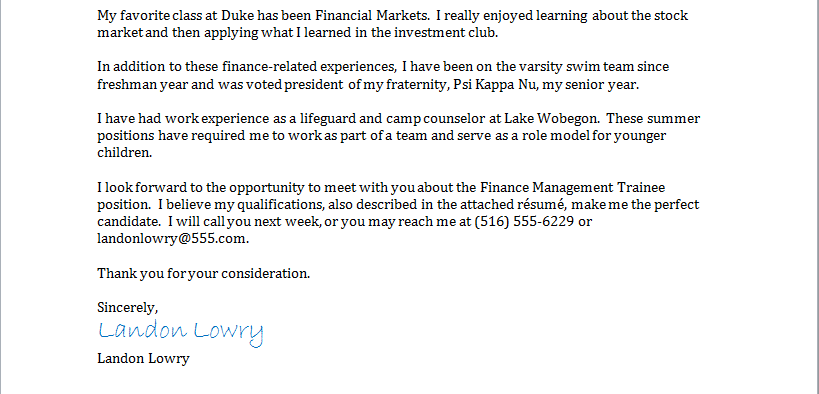 My favorite class at Duke has been Financial Markets.  I really enjoyed learning about the stock
market and then applying what I learned in the investment club.
In addition to these finance-related experiences, I have been on the varsity swim team since
freshman year and was voted president of my fraternity, Psi Kappa Nu, my senior year.
I have had work experience as a lifeguard and camp counselor at Lake Wobegon.  These summer
positions have required me to work as part of a team and serve as a role model for younger
children.
I look forward to the opportunity to meet with you about the Finance Management Trainee
position.  I believe my qualifications, also described in the attached résumé, make me the perfect
candidate.  I will call you next week, or you may reach me at (516) 555-6229 or
landonlowry@555.com.
Thank you for your consideration.
Sincerely,
Landon Lowry
Landon Lowry